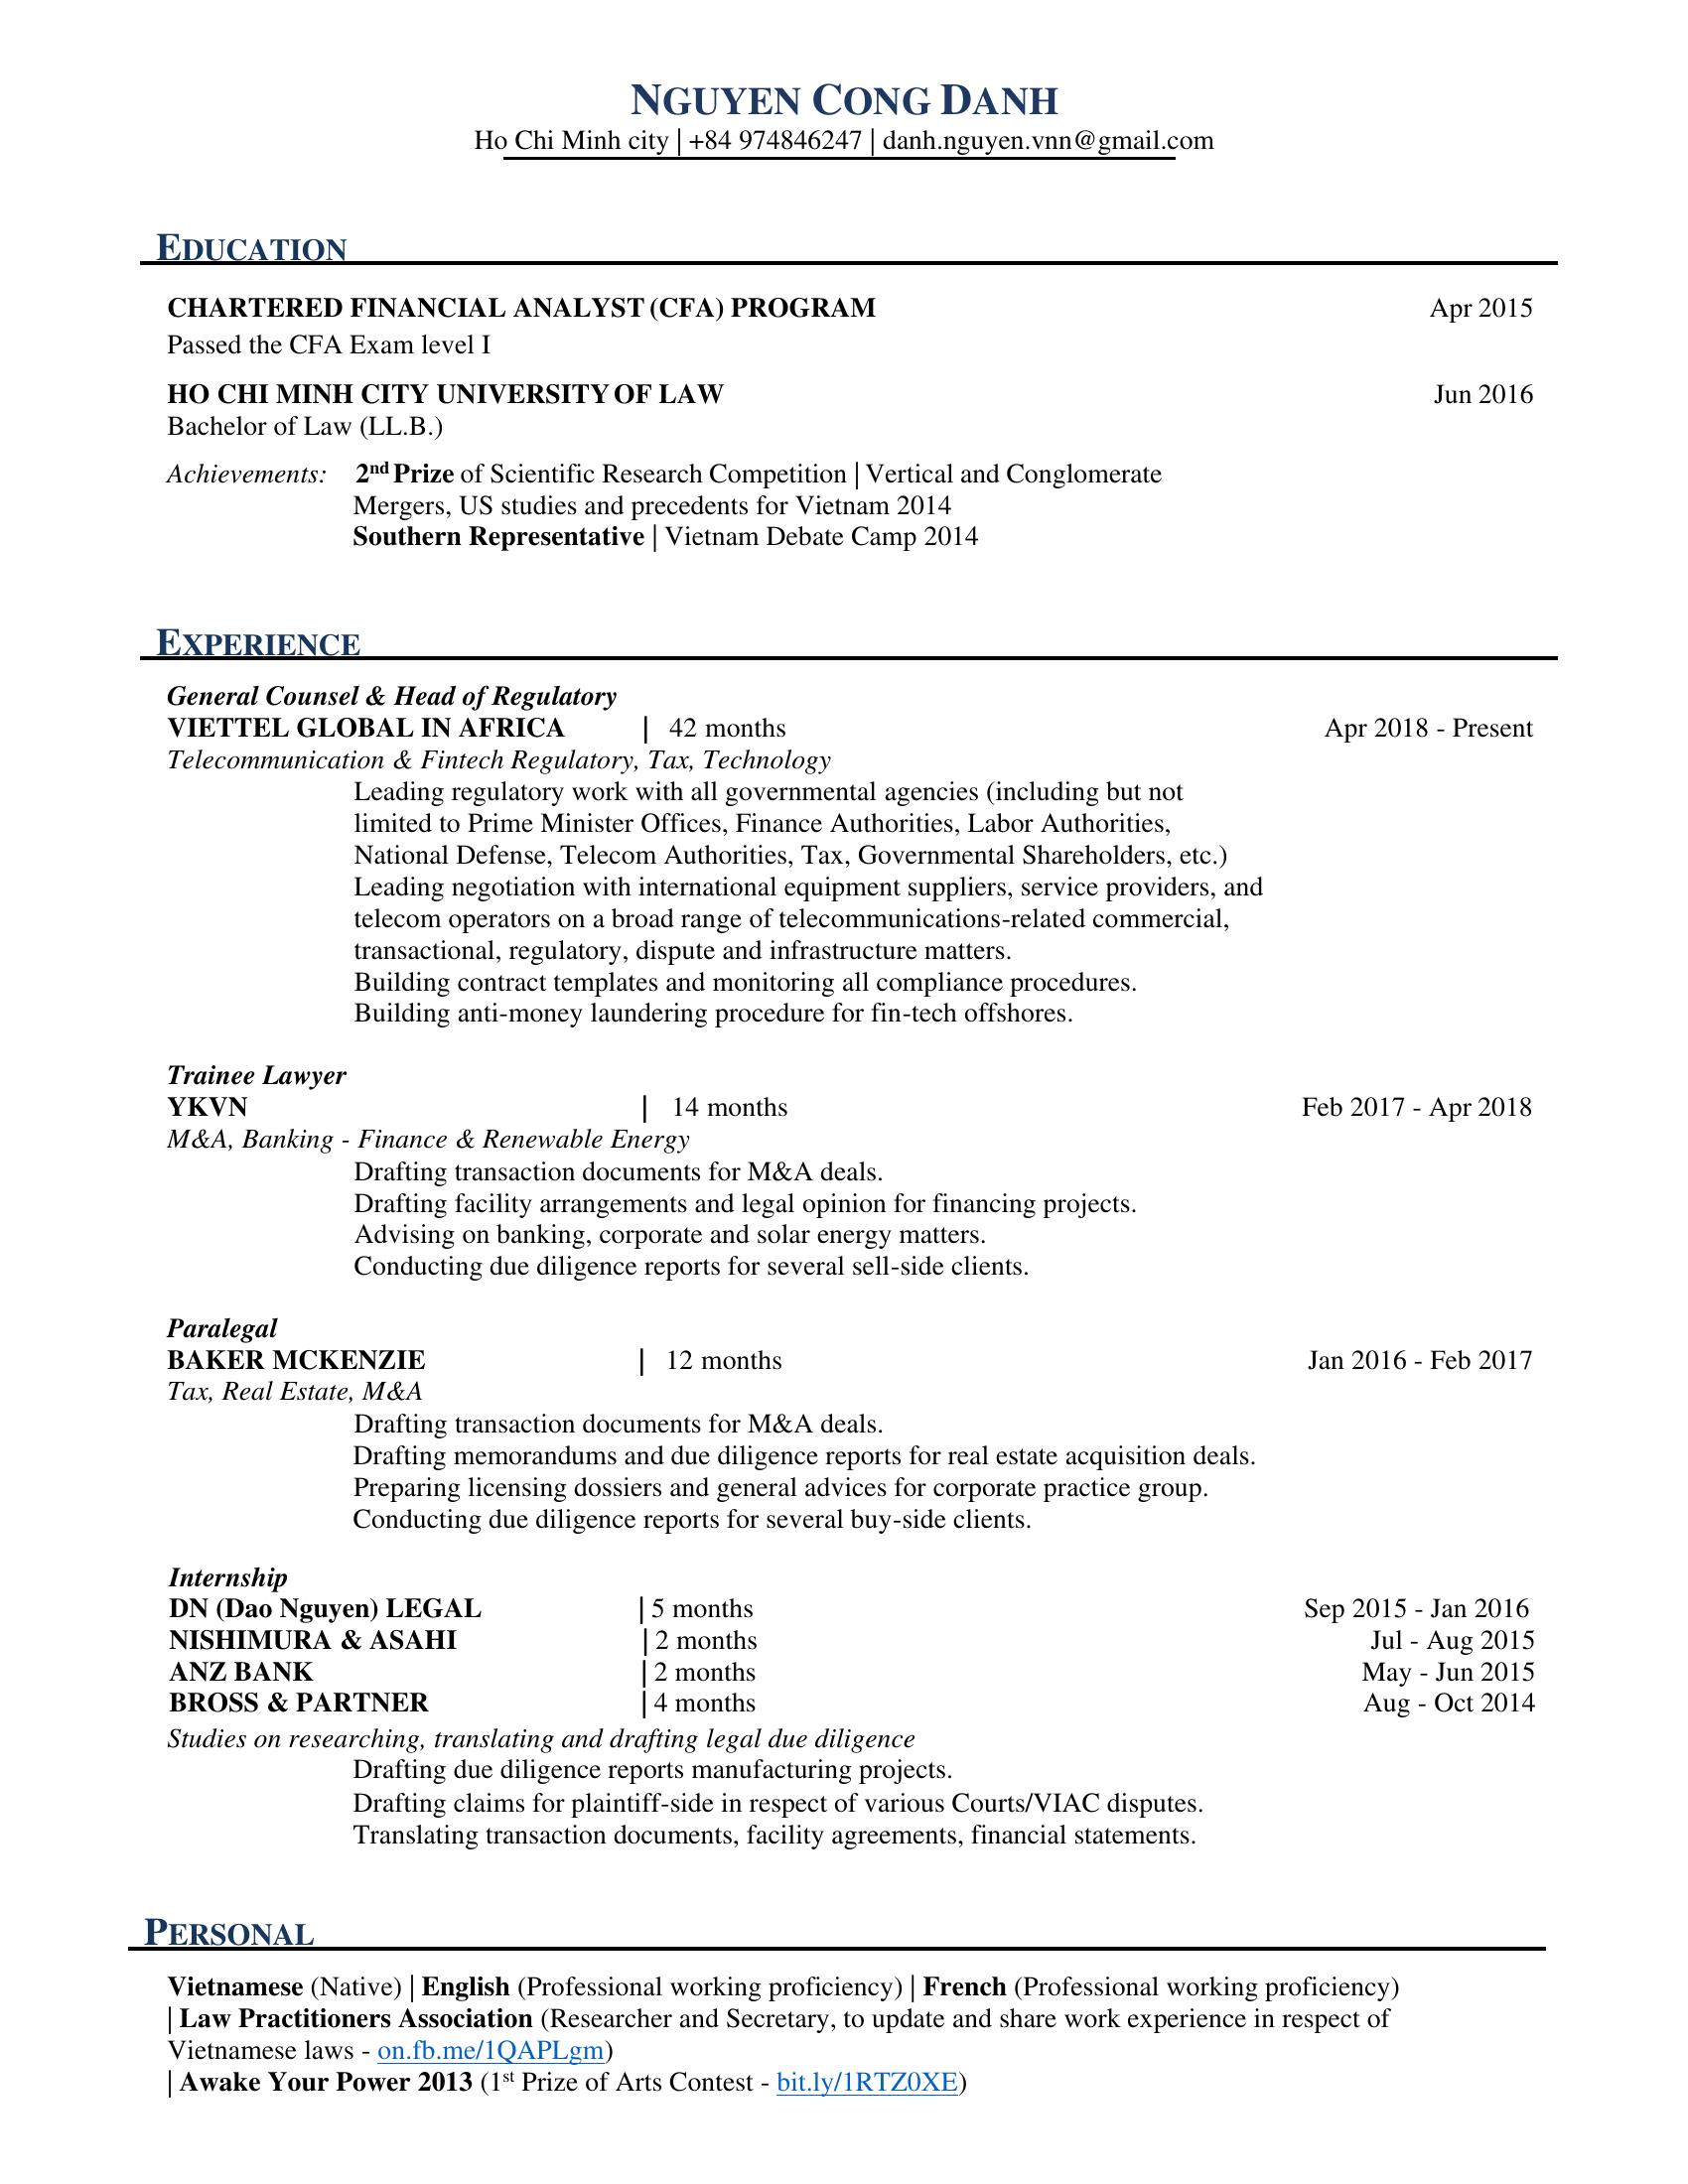 NGUYEN CONG DANH
Ho Chi Minh city | +84 974846247 | danh.nguyen.vnn@gmail.com
EDUCATION
CHARTERED FINANCIAL ANALYST (CFA) PROGRAM Apr 2015
Passed the CFA Exam level I
HO CHI MINH CITY UNIVERSITY OF LAW Jun 2016
Bachelor of Law (LL.B.)
Achievements: 2nd Prize of Scientific Research Competition | Vertical and Conglomerate
Mergers, US studies and precedents for Vietnam 2014
Southern Representative | Vietnam Debate Camp 2014
EXPERIENCE
General Counsel & Head of Regulatory
VIETTEL GLOBAL IN AFRICA | 42 months Apr 2018 - Present
Telecommunication & Fintech Regulatory, Tax, Technology
Leading regulatory work with all governmental agencies (including but not
limited to Prime Minister Offices, Finance Authorities, Labor Authorities,
National Defense, Telecom Authorities, Tax, Governmental Shareholders, etc.)
Leading negotiation with international equipment suppliers, service providers, and
telecom operators on a broad range of telecommunications-related commercial,
transactional, regulatory, dispute and infrastructure matters.
Building contract templates and monitoring all compliance procedures.
Building anti-money laundering procedure for fin-tech offshores.
Trainee Lawyer
YKVN | 14 months Feb 2017 - Apr 2018
M&A, Banking - Finance & Renewable Energy
Drafting transaction documents for M&A deals.
Drafting facility arrangements and legal opinion for financing projects.
Advising on banking, corporate and solar energy matters.
Conducting due diligence reports for several sell-side clients.
Paralegal
BAKER MCKENZIE | 12 months Jan 2016 - Feb 2017
Tax, Real Estate, M&A
Drafting transaction documents for M&A deals.
Drafting memorandums and due diligence reports for real estate acquisition deals.
Preparing licensing dossiers and general advices for corporate practice group.
Conducting due diligence reports for several buy-side clients.
Internship
DN (Dao Nguyen) LEGAL | 5 months Sep 2015 - Jan 2016
NISHIMURA & ASAHI | 2 months Jul - Aug 2015
ANZ BANK | 2 months May - Jun 2015
BROSS & PARTNER | 4 months Aug - Oct 2014
Studies on researching, translating and drafting legal due diligence
Drafting due diligence reports manufacturing projects.
Drafting claims for plaintiff-side in respect of various Courts/VIAC disputes.
Translating transaction documents, facility agreements, financial statements.
PERSONAL
Vietnamese (Native) | English (Professional working proficiency) | French (Professional working proficiency)
| Law Practitioners Association (Researcher and Secretary, to update and share work experience in respect of
Vietnamese laws - on.fb.me/1QAPLgm)
| Awake Your Power 2013 (1st Prize of Arts Contest - bit.ly/1RTZ0XE)